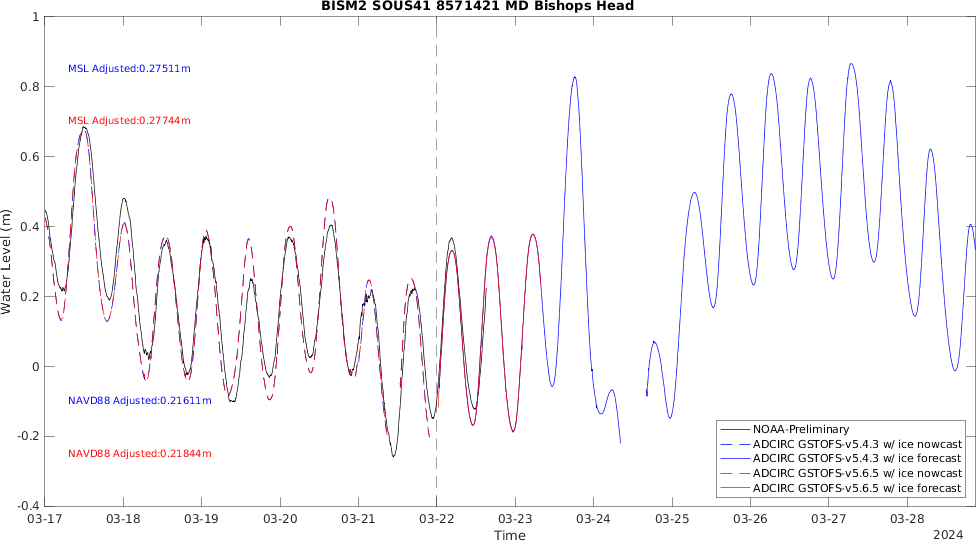 BISM2 SOUS41 8571421 MD Bishops Head
1
0.8
0.6
0.4
0.2
0
-0.2
-0.4
Water Level (m)
MSL Adjusted:0.27511m
MSL Adjusted:0.27744m
NAVD88 Adjusted:0.21611m
NAVD88 Adjusted:0.21844m
NOAA-Preliminary
ADCIRC GSTOFS-v5.4.3 w/ ice nowcast
ADCIRC GSTOFS-v5.4.3 w/ ice forecast
ADCIRC GSTOFS-v5.6.5 w/ ice nowcast
ADCIRC GSTOFS-v5.6.5 w/ ice forecast
03-17 03-18 03-19 03-20 03-21 03-22 03-23 03-24 03-25 03-26 03-27 03-28
Time
2024